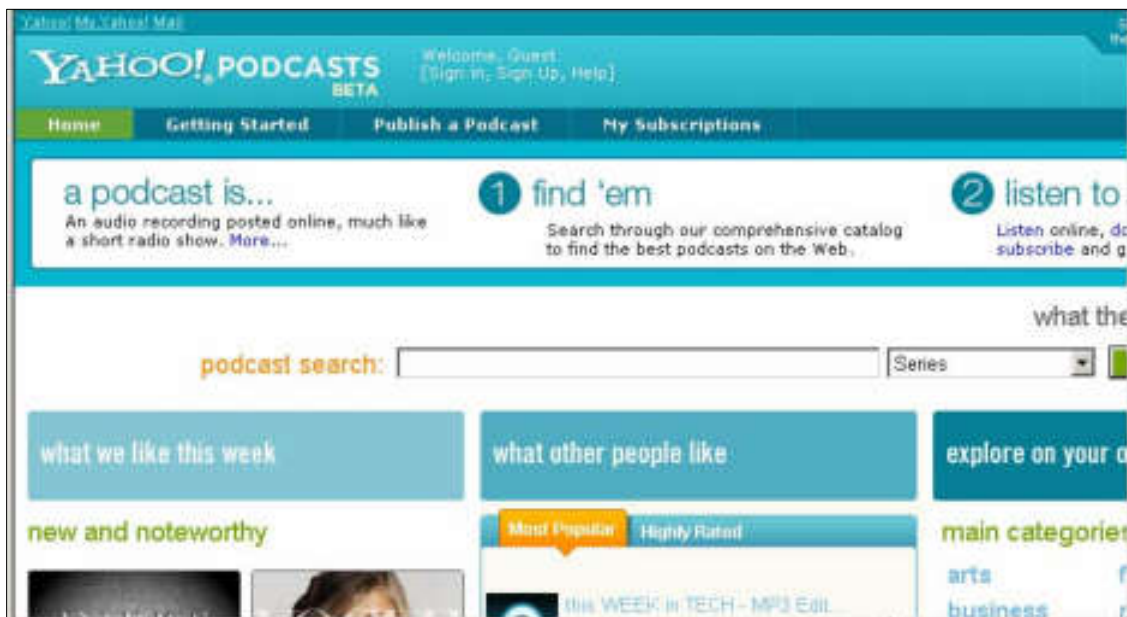 Yahoo! My Yahoo! Mail
YAHOO! PODCASTS
BETA
Welcome, Guest
[Sign in, Sign Up, Help]
Home Getting Started Publish a Podcast My Subscriptions
a podcast is...
An audio recording posted online, much like
a short radio show. More...
1 find 'em
Search through our comprehensive catalog
to find the best podcasts on the Web.
2 listen to
Listen online,
subscribe and
what
podcast search: Series
what we like this week
what other people like
explore on your
new and noteworthy
Most Popular Highly Rated
this WEEK in TECH - MP3 Edit...
main categories
arts
business